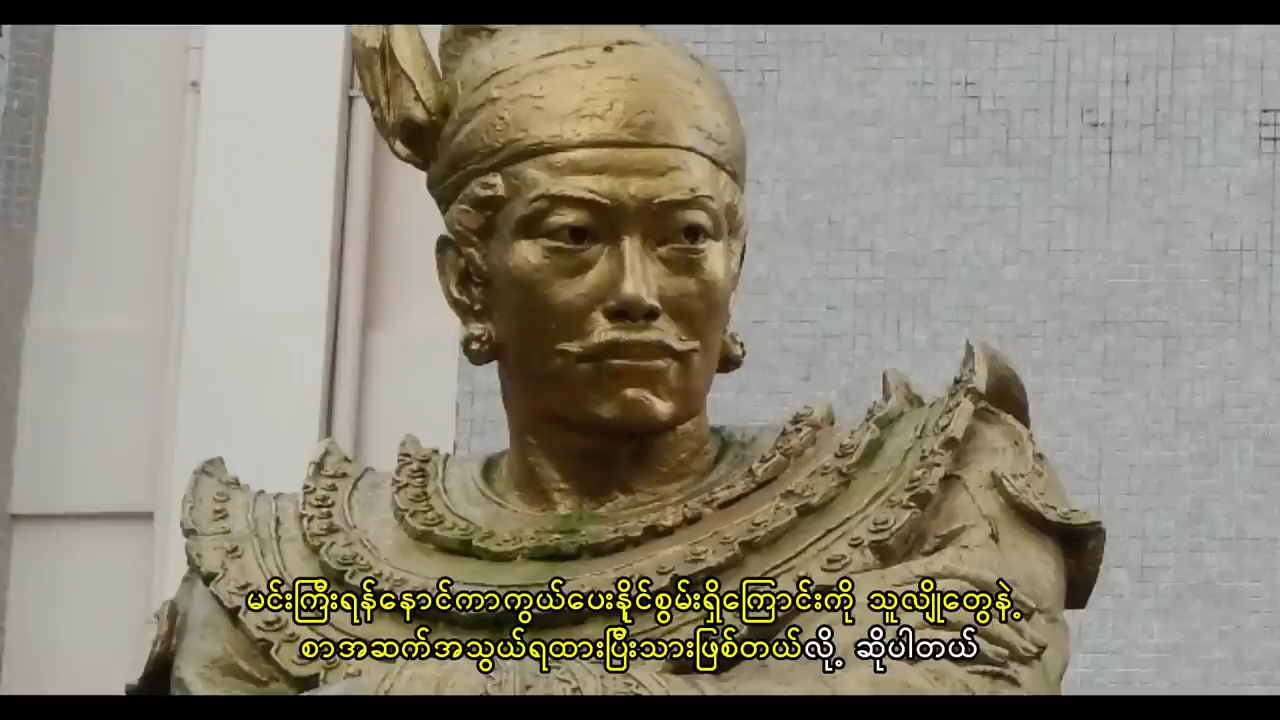 မင်းကြီးရန်နောင်ကာကွယ်ပေးနိုင်စွမ်းရှိကြောင်းကို သူလျှိုတွေနဲ့
စာအဆက်အသွယ်ရထားပြီးသားဖြစ်တယ်လို့ ဆိုပါတယ်